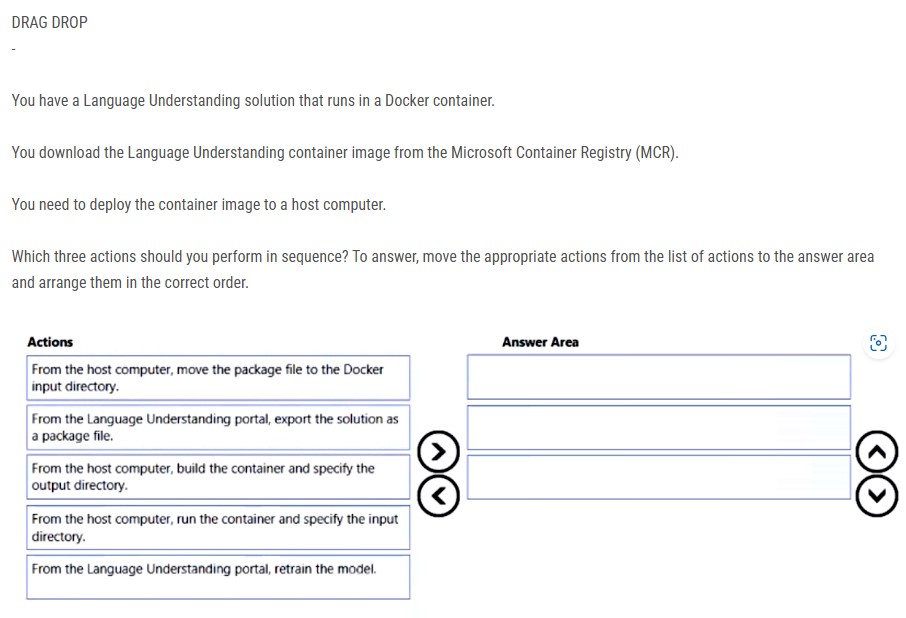 DRAG DROP
-
You have a Language Understanding solution that runs in a Docker container.
You download the Language Understanding container image from the Microsoft Container Registry (MCR).
You need to deploy the container image to a host computer.
Which three actions should you perform in sequence? To answer, move the appropriate actions from the list of actions to the answer area
and arrange them in the correct order.
Actions
Answer Area
From the host computer, move the package file to the Docker
input directory.
From the Language Understanding portal, export the solution as
a package file.
From the host computer, build the container and specify the
output directory.
From the host computer, run the container and specify the input
directory.
From the Language Understanding portal, retrain the model.